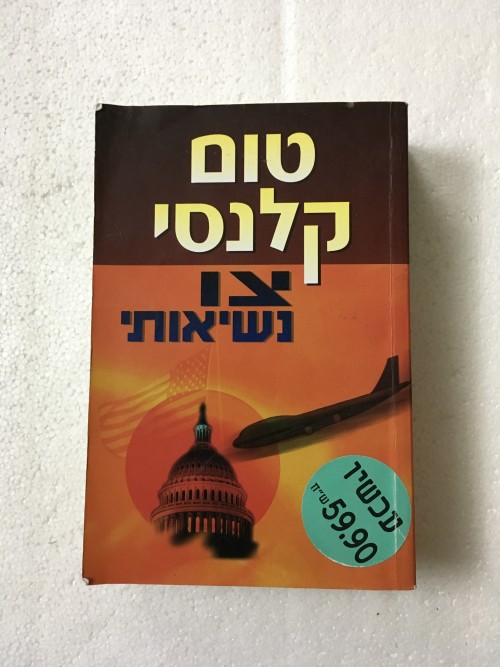 טום
קלנסי
צו
נשיאותי
עכשיו
59.90 ש״ח